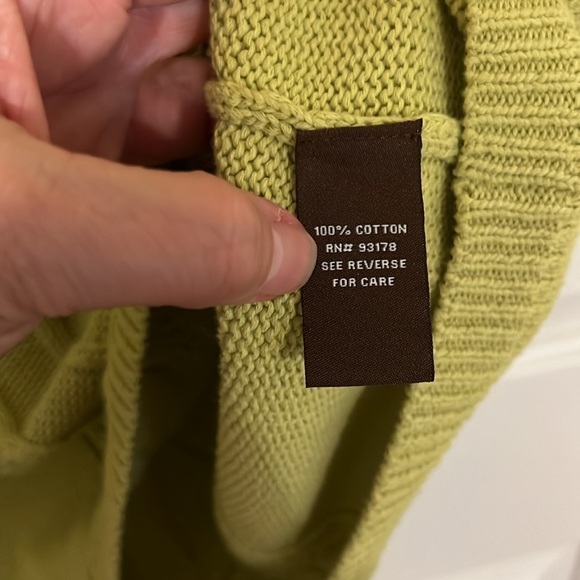 100% COTTON
RN# 93178
SEE REVERSE
FOR CARE